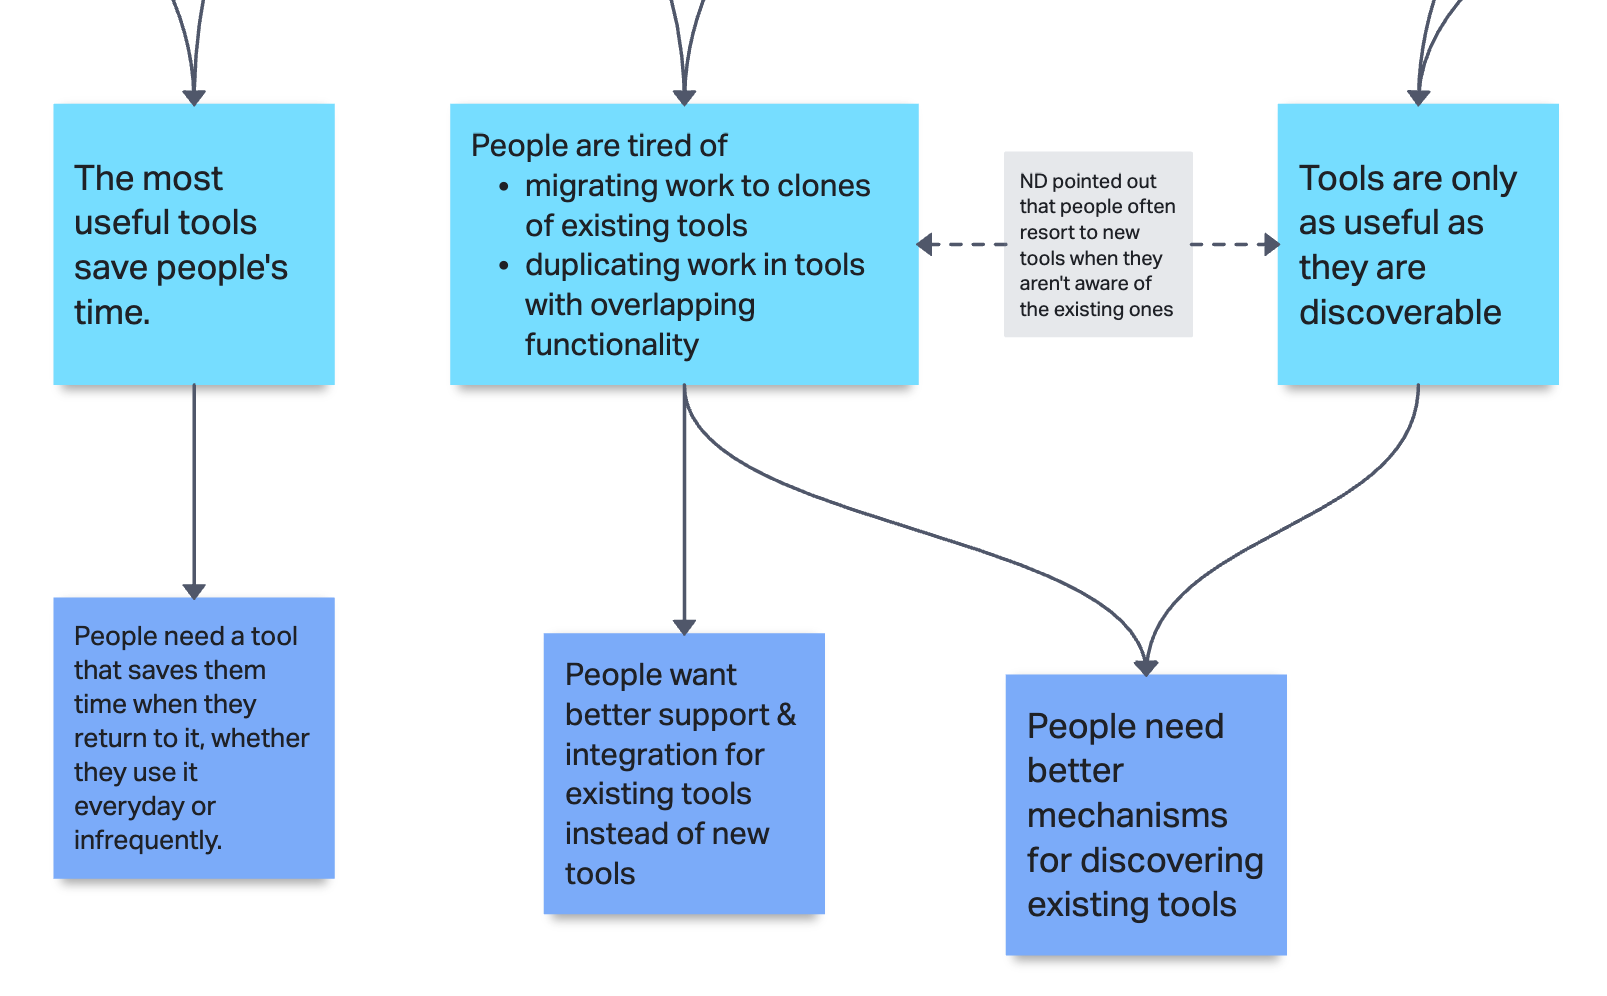 The most
useful tools
save people's
time.
People are tired of
• migrating work to clones
of existing tools
• duplicating work in tools
with overlapping
functionality
ND pointed out
that people often
resort to new
tools when they
aren't aware of
the existing ones
Tools are only
as useful as
they are
discoverable
People need a tool
that saves them
time when they
return to it, whether
they use it
everyday or
infrequently.
People want
better support &
integration for
existing tools
instead of new
tools
People need
better
mechanisms
for discovering
existing tools